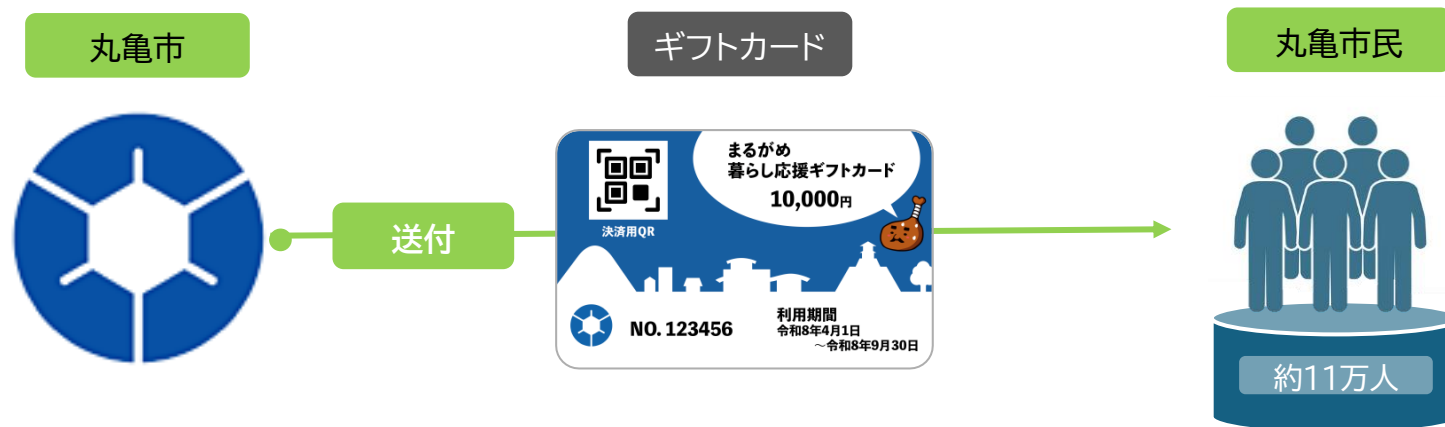 丸亀市
ギフトカード
丸亀市民
送付
まるがめ
暮らし応援ギフトカード
10,000円
決済用QR
NO. 123456
利用期間
令和8年4月1日
～令和8年9月30日
約11万人